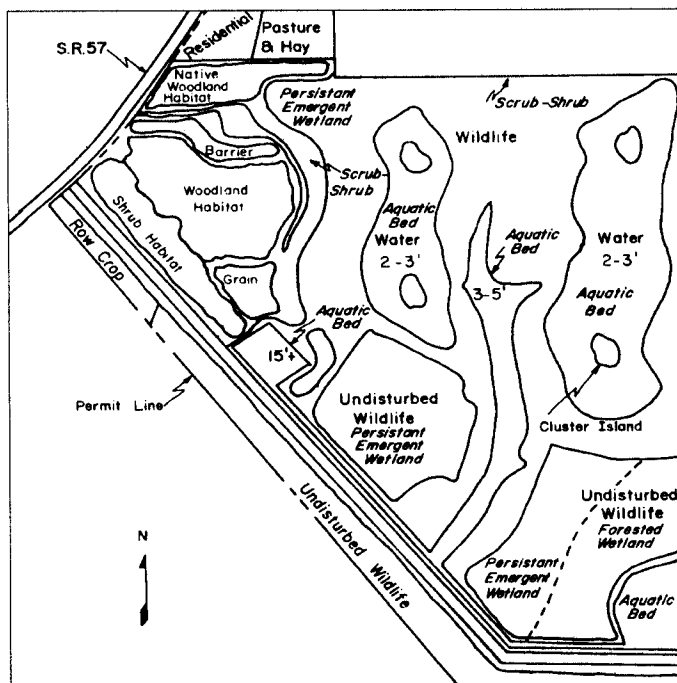 S.R.57
Residential
Pasture
& Hay
Native
Woodland
Habitat
Persistant
Emergent
Wetland
Scrub-Shrub
Wildlife
Barrier
Scrub-
Shrub
Woodland
Habitat
Shrub Habitat
Aquatic
Bed
Water
2-3'
Aquatic
Bed
3-5'
Water
2-3'
Aquatic
Bed
Row Crop
Grain
Aquatic
Bed
15'+
Permit Line
Undisturbed
Wildlife
Persistant
Emergent
Wetland
Cluster Island
Undisturbed
Wildlife
Forested
Wetland
Persistant
Emergent
Wetland
Aquatic
Bed
Undisturbed Wildlife
N